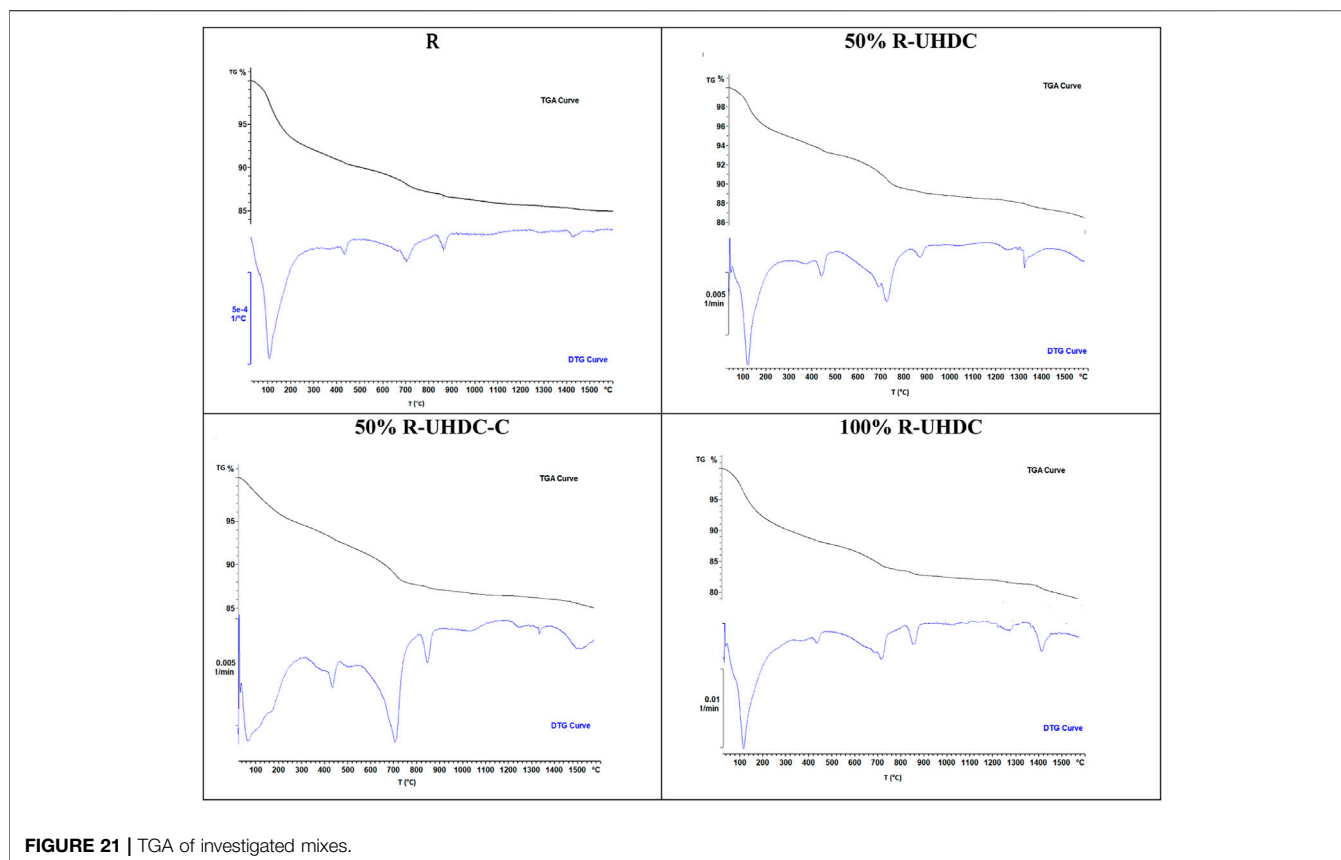 R
TG %
TGA Curve
95
90
85
5e-4
1/°C
DTG Curve
100 200 300 400 500 600 700 800 900 1000 1100 1200 1300 1400 1500 °C
T (°C)
50% R-UHDC
TG %
TGA Curve
98
96
94
92
90
88
86
0.005
1/min
DTG Curve
100 200 300 400 500 600 700 800 900 1000 1100 1200 1300 1400 1500 °C
T (°C)
50% R-UHDC-C
TG %
TGA Curve
95
90
85
0.005
1/min
DTG Curve
100 200 300 400 500 600 700 800 900 1000 1100 1200 1300 1400 1500 °C
T (°C)
100% R-UHDC
TG %
TGA Curve
95
90
85
80
0.01
1/min
DTG Curve
100 200 300 400 500 600 700 800 900 1000 1100 1200 1300 1400 1500 °C
T (°C)
FIGURE 21 | TGA of investigated mixes.